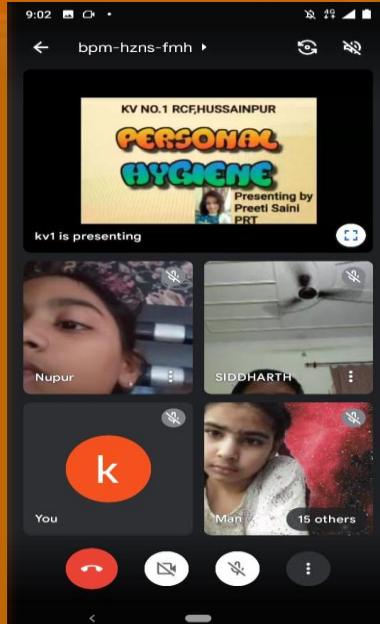 9:02
4G
bpm-hzns-fmh
KV NO.1 RCF,HUSSAINPUR
PERSONAL
HYGIENE
Presenting by
Preeti Saini
PRT
kv1 is presenting
Nupur
SIDDHARTH
k
You
Man
15 others